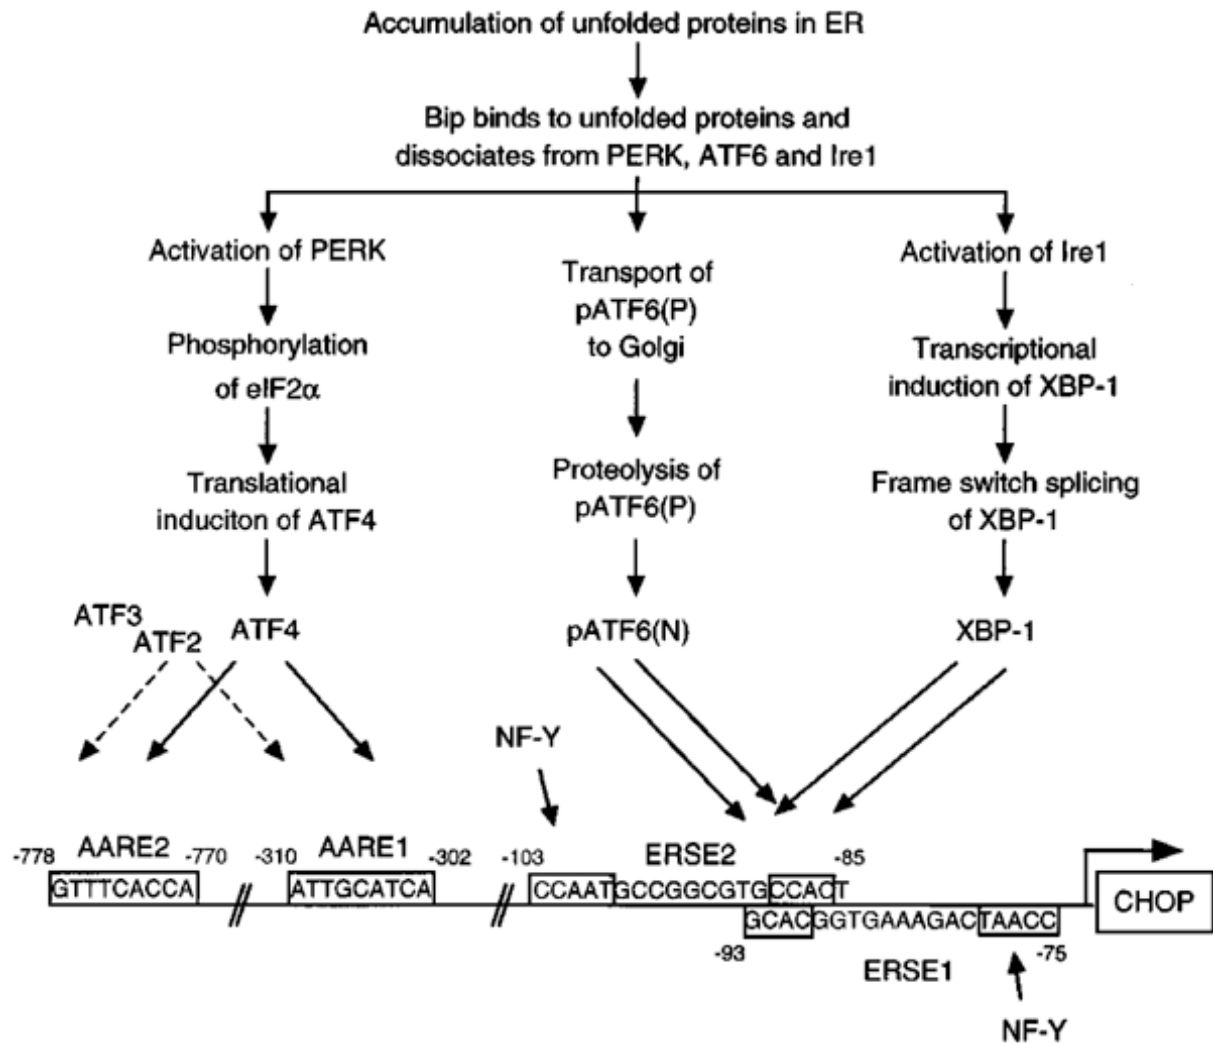 Accumulation of unfolded proteins in ER
Bip binds to unfolded proteins and
dissociates from PERK, ATF6 and Ire1
Activation of PERK
Phosphorylation
of eIF2α
Translational
induciton of ATF4
Transport of
pATF6(P)
to Golgi
Proteolysis of
pATF6(P)
Activation of Ire1
Transcriptional
induction of XBP-1
Frame switch splicing
of XBP-1
ATF3
ATF2
ATF4
pATF6(N)
XBP-1
NF-Y
-778 AARE2 -770
GTTTCACCA
-310 AARE1 -302
ATTGCATCA
-103 ERSE2 -85
CCAATGCCGGCGTGCCACT
GCACGGTGAAAGACTAACC
-93 ERSE1 -75
NF-Y
CHOP